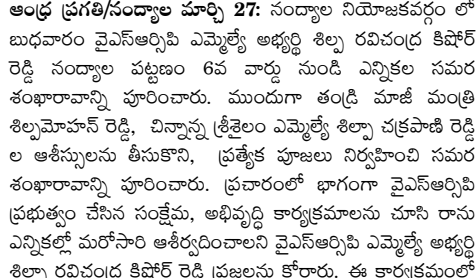 ఆంధ్ర ప్రగతి/నంద్యాల మార్చి 27: నంద్యాల నియోజకవర్గం లో
బుధవారం వైఎస్ఆర్సిపి ఎమ్మెల్యే అభ్యర్థి శిల్ప రవిచంద్ర కిషోర్
రెడ్డి నంద్యాల పట్టణం 6వ వార్డు నుండి ఎన్నికల సమర
శంఖారావాన్ని పూరించారు. ముందుగా తండ్రి మాజీ మంత్రి
శిల్పమోహన్ రెడ్డి, చిన్నాన్న శ్రీశైలం ఎమ్మెల్యే శిల్పా చక్రపాణి రెడ్డి
ల ఆశీస్సులను తీసుకొని, ప్రత్యేక పూజలు నిర్వహించి సమర
శంఖారావాన్ని పూరించారు. ప్రచారంలో భాగంగా వైఎస్ఆర్సిపి
ప్రభుత్వం చేసిన సంక్షేమ, అభివృద్ధి కార్యక్రమాలను చూసి రాను
ఎన్నికల్లో మరోసారి ఆశీర్వదించాలని వైఎస్ఆర్సిపి ఎమ్మెల్యే అభ్యర్థి
శిల్పా రవిచంద్ర కిషోర్ రెడ్డి ప్రజలను కోరారు. ఈ కార్యక్రమంలో